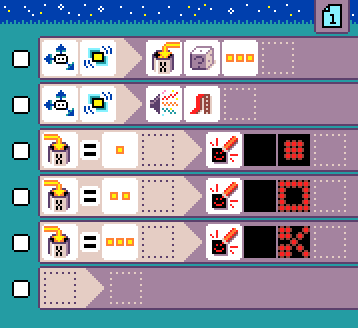 1
X
X =
X =
X =